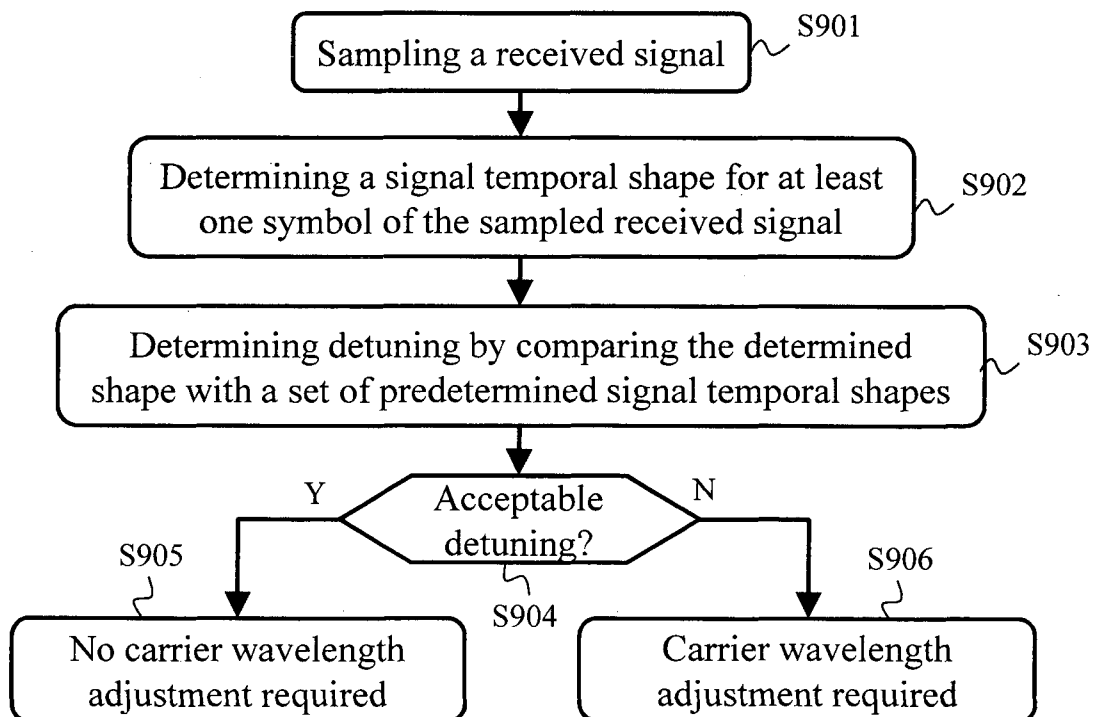 S901
Sampling a received signal
Determining a signal temporal shape for at least
one symbol of the sampled received signal
S902
Determining detuning by comparing the determined
shape with a set of predetermined signal temporal shapes
S903
Y
Acceptable
detuning?
N
S904
S905
No carrier wavelength
adjustment required
S906
Carrier wavelength
adjustment required